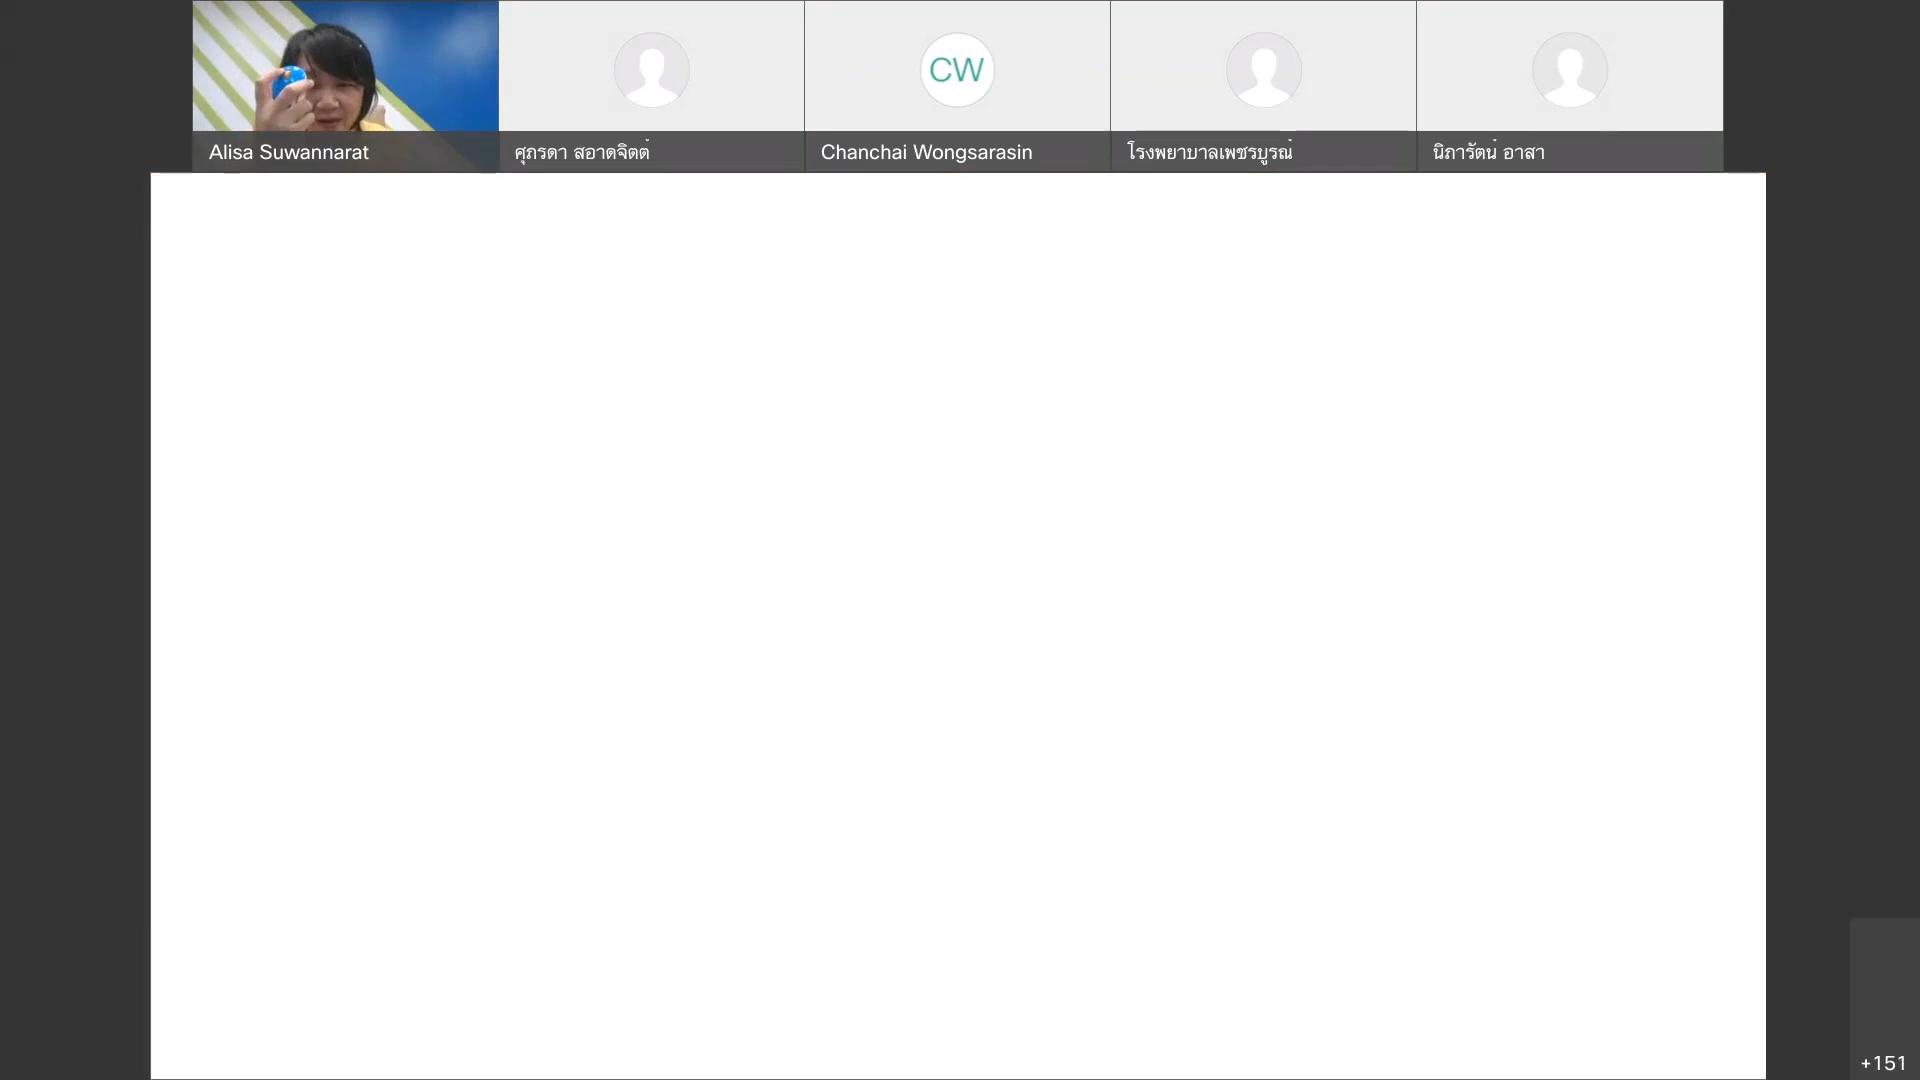 CW
Alisa Suwannarat
ศุภรดา สอาดจิตต์
Chanchai Wongsarasin
โรงพยาบาลเพชรบูรณ์
นิภารัตน์ อาสา
+151